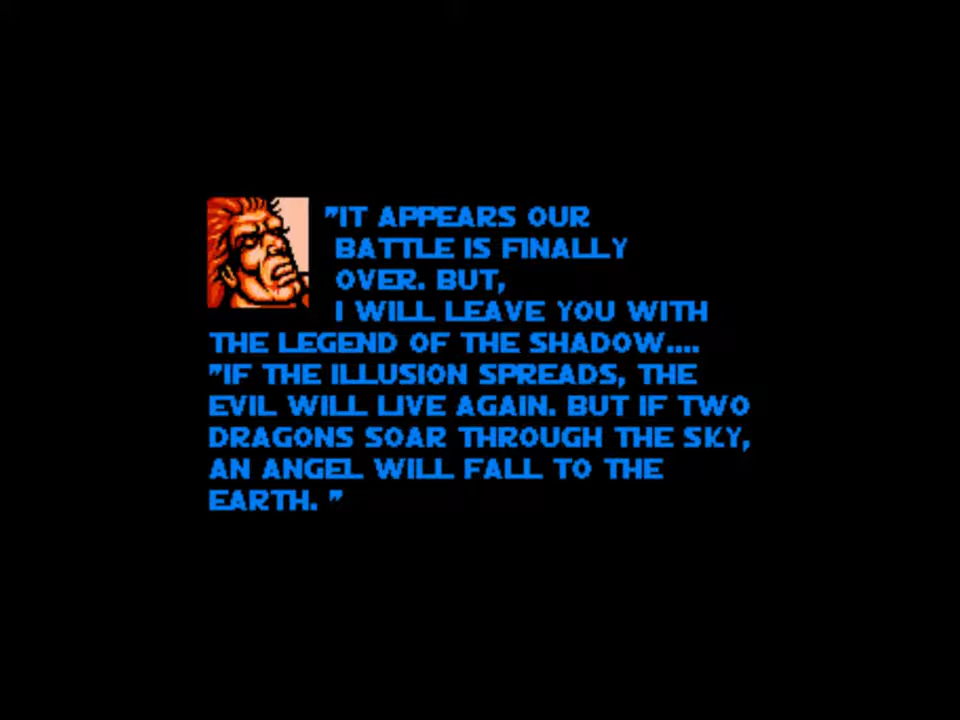 "IT APPEARS OUR
BATTLE IS FINALLY
OVER. BUT,
I WILL LEAVE YOU WITH
THE LEGEND OF THE SHADOW....
"IF THE ILLUSION SPREADS, THE
EVIL WILL LIVE AGAIN. BUT IF TWO
DRAGONS SOAR THROUGH THE SKY,
AN ANGEL WILL FALL TO THE
EARTH. "